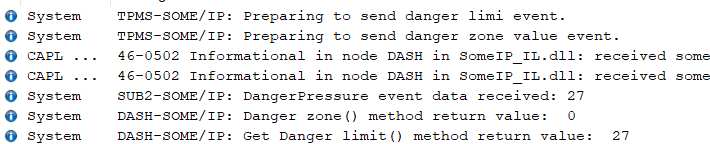 System TPMS-SOME/IP: Preparing to send danger limi event.
System TPMS-SOME/IP: Preparing to send danger zone value event.
CAPL ... 46-0502 Informational in node DASH in SomeIP_IL.dll: received some
CAPL ... 46-0502 Informational in node DASH in SomeIP_IL.dll: received some
System SUB2-SOME/IP: DangerPressure event data received: 27
System DASH-SOME/IP: Danger zone() method return value: 0
System DASH-SOME/IP: Get Danger limit() method return value: 27